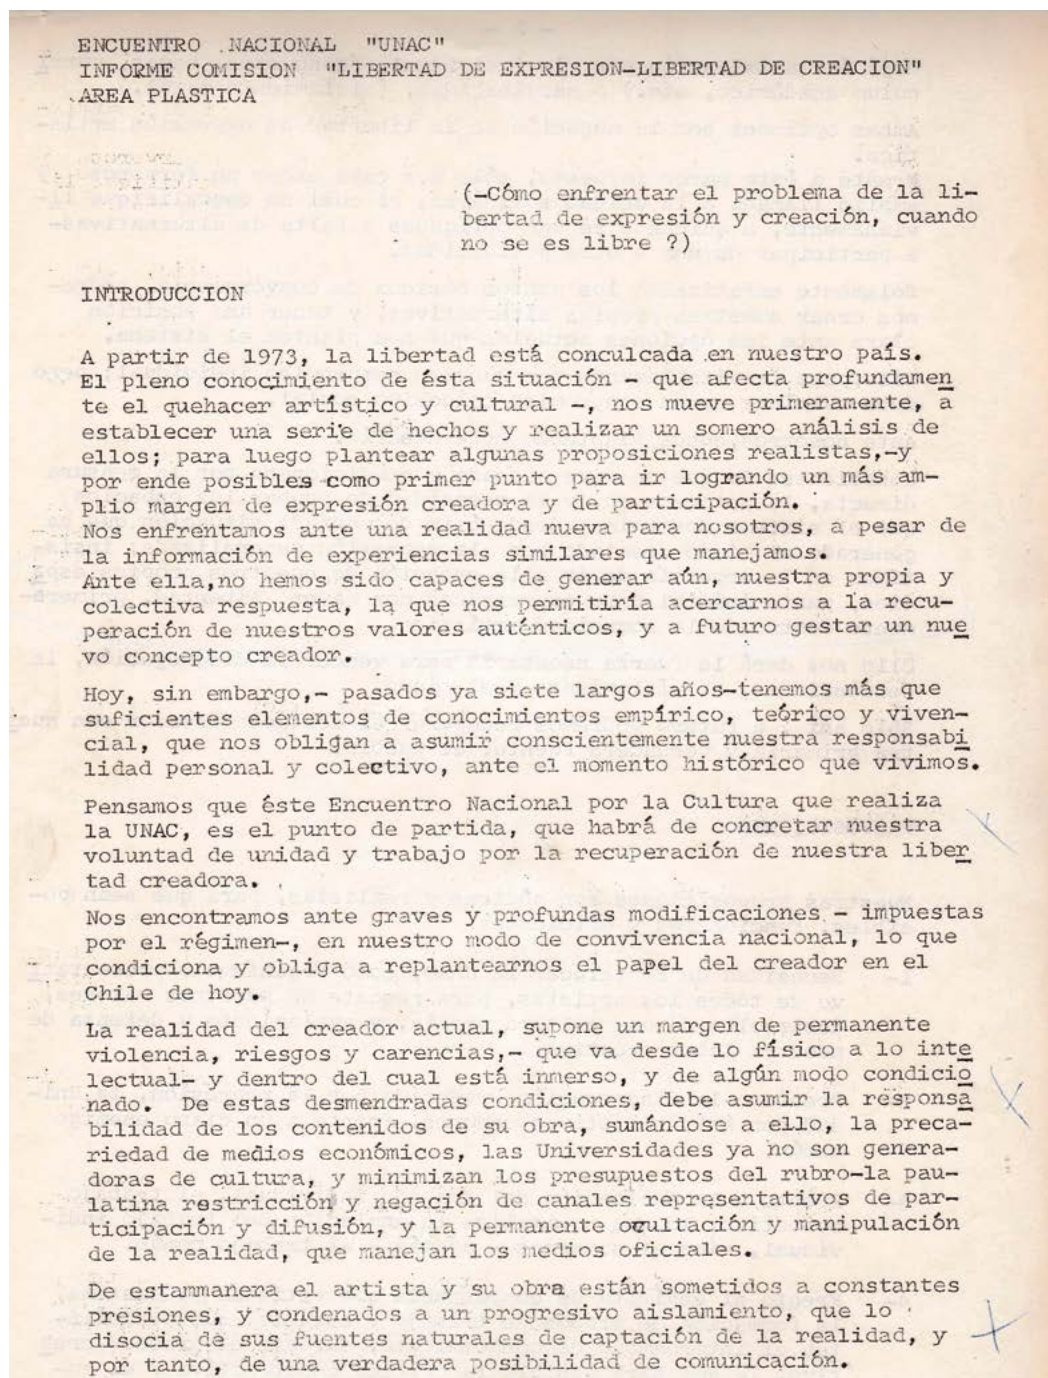 ENCUENTRO NACIONAL "UNAC"
INFORME COMISION "LIBERTAD DE EXPRESION-LIBERTAD DE CREACION"
AREA PLASTICA
(-Cómo enfrentar el problema de la li-
bertad de expresión y creación, cuando
no se es libre ?)
INTRODUCCION
A partir de 1973, la libertad está conculcada en nuestro país.
El pleno conocimiento de ésta situación - que afecta profundamen
te el quehacer artístico y cultural -, nos mueve primeramente, a
establecer una serie de hechos y realizar un somero análisis de
ellos; para luego plantear algunas proposiciones realistas,-y
por ende posibles como primer punto para ir logrando un más am-
plio margen de expresión creadora y de participación.
Nos enfrentamos ante una realidad nueva para nosotros, a pesar de
la información de experiencias similares que manejamos.
Ante ella,no hemos sido capaces de generar aún, nuestra propia y
colectiva respuesta, la que nos permitiría acercarnos a la recu-
peración de nuestros valores auténticos, y a futuro gestar un nue
vo concepto creador.
Hoy, sin embargo,- pasados ya siete largos años-tenemos más que
suficientes elementos de conocimientos empírico, teórico y viven-
cial, que nos obligan a asumir conscientemente nuestra responsabi
lidad personal y colectivo, ante el momento histórico que vivimos.
Pensamos que éste Encuentro Nacional por la Cultura que realiza
la UNAC, es el punto de partida, que habrá de concretar nuestra
voluntad de unidad y trabajo por la recuperación de nuestra liber
tad creadora.
Nos encontramos ante graves y profundas modificaciones - impuestas
por el régimen-, en nuestro modo de convivencia nacional, lo que
condiciona y obliga a replantearnos el papel del creador en el
Chile de hoy.
La realidad del creador actual, supone un margen de permanente
violencia, riesgos y carencias,- que va desde lo físico a lo inte
lectual- y dentro del cual está inmerso, y de algún modo condicio
nado. De estas desmendradas condiciones, debe asumir la responsa
bilidad de los contenidos de su obra, sumándose a ello, la preca-
riedad de medios económicos, las Universidades ya no son genera-
doras de cultura, y minimizan los presupuestos del rubro-la pau-
latina restricción y negación de canales representativos de par-
ticipación y difusión, y la permanente ocultación y manipulación
de la realidad, que manejan los medios oficiales.
De estammanera el artista y su obra están sometidos a constantes
presiones, y condenados a un progresivo aislamiento, que lo
disocia de sus fuentes naturales de captación de la realidad, y
por tanto, de una verdadera posibilidad de comunicación.